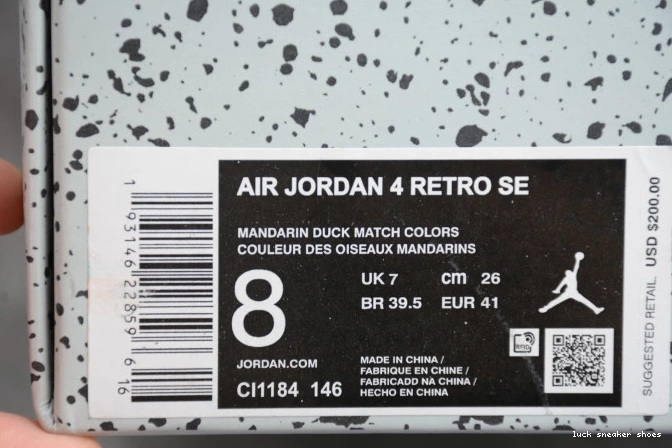 AIR JORDAN 4 RETRO SE
MANDARIN DUCK MATCH COLORS
COULEUR DES OISEAUX MANDARINS
8
UK 7 cm 26
BR 39.5 EUR 41
JORDAN.COM
CI1184 146
MADE IN CHINA /
FABRIQUE EN CHINE /
FABRICADD NA CHINA /
HECHO EN CHINA
RFID
1 93146 22859 6 16
SUGGESTED RETAIL USD $200.00
luck sneaker shoes